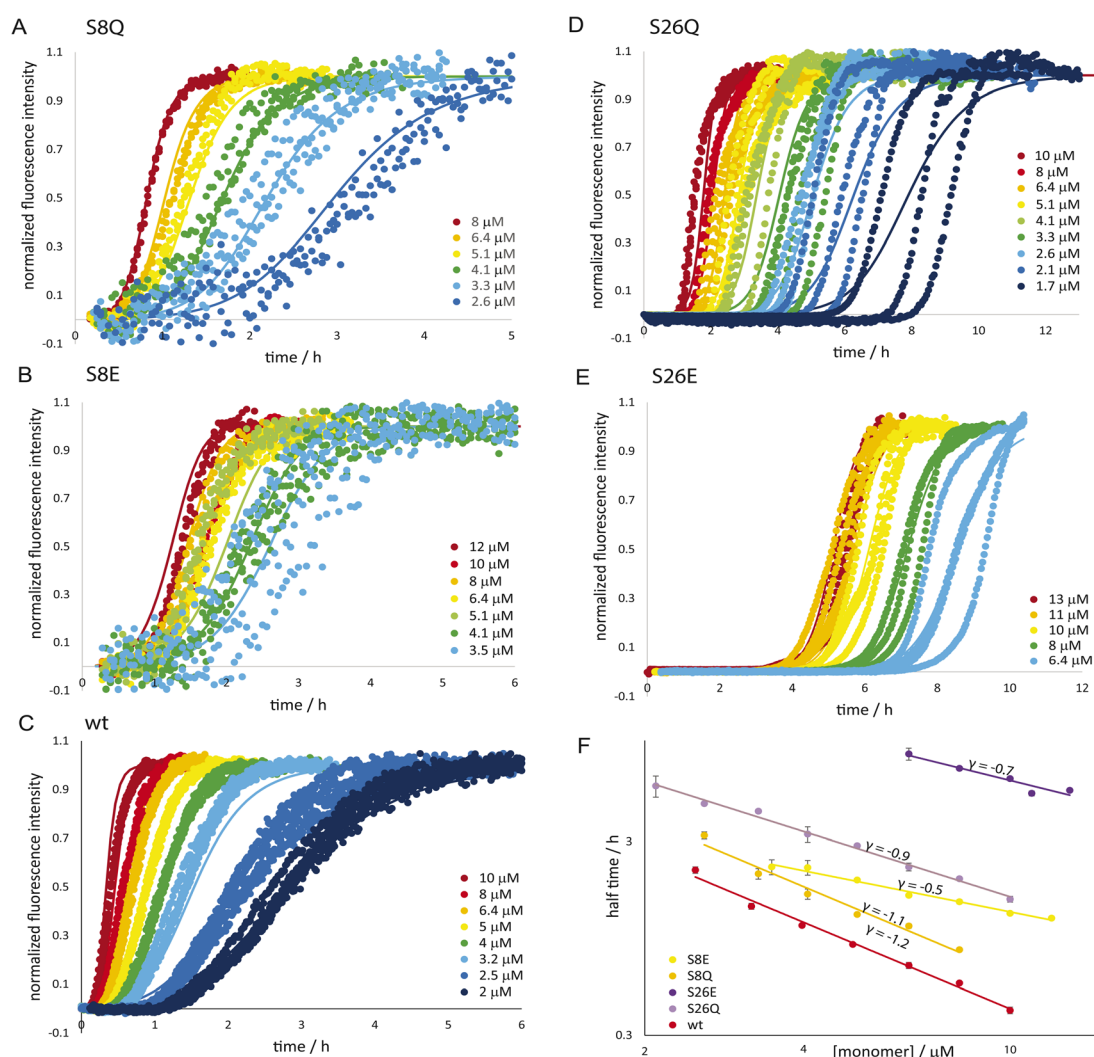 A S8Q
normalized fluorescence intensity
1.1
0.9
0.7
0.5
0.3
0.1
-0.1
0 1 2 3 4 5
time / h
8 µM
6.4 µM
5.1 µM
4.1 µM
3.3 µM
2.6 µM
B S8E
normalized fluorescence intensity
1.1
0.9
0.7
0.5
0.3
0.1
-0.1
0 1 2 3 4 5 6
time / h
12 µM
10 µM
8 µM
6.4 µM
5.1 µM
4.1 µM
3.5 µM
C wt
normalized fluorescence intensity
1.1
0.9
0.7
0.5
0.3
0.1
-0.1
0 1 2 3 4 5 6
time / h
10 µM
8 µM
6.4 µM
5 µM
4 µM
3.2 µM
2.5 µM
2 µM
D S26Q
normalized fluorescence intensity
1.1
0.9
0.7
0.5
0.3
0.1
-0.1
0 2 4 6 8 10 12
time / h
10 µM
8 µM
6.4 µM
5.1 µM
4.1 µM
3.3 µM
2.6 µM
2.1 µM
1.7 µM
E S26E
normalized fluorescence intensity
1.1
0.9
0.7
0.5
0.3
0.1
-0.1
0 2 4 6 8 10 12
time / h
13 µM
11 µM
10 µM
8 µM
6.4 µM
F
half time / h
3
0.3
γ = -0.7
γ = -0.9
γ = -0.5
γ = -1.1
γ = -1.2
S8E
S8Q
S26E
S26Q
wt
2 4 10
[monomer] / µM